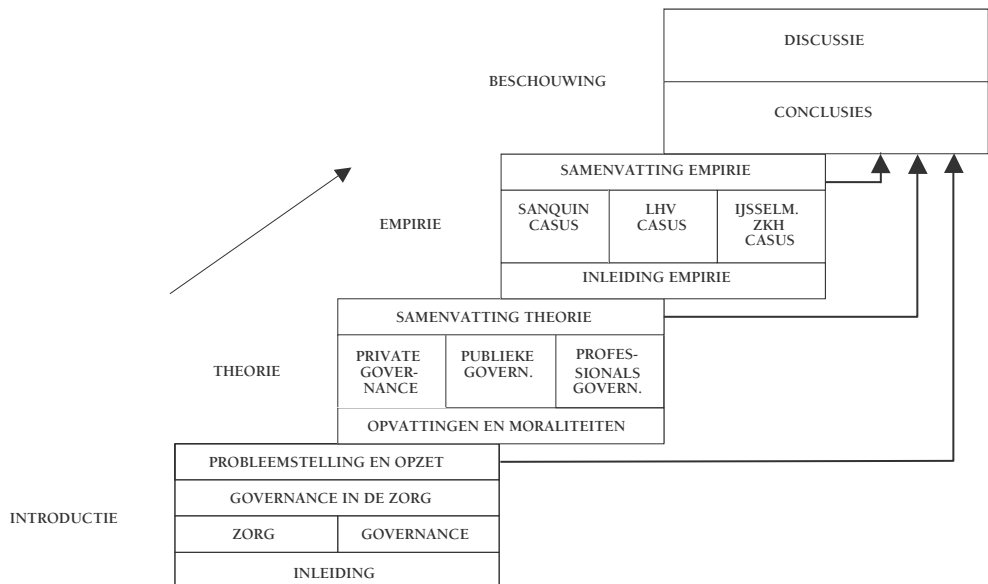 DISCUSSIE
BESCHOUWING
CONCLUSIES
SAMENVATTING EMPIRIE
EMPIRIE
SANQUIN
CASUS
LHV
CASUS
IJSSELM.
ZKH
CASUS
INLEIDING EMPIRIE
SAMENVATTING THEORIE
THEORIE
PRIVATE
GOVER-
NANCE
PUBLIEKE
GOVERN.
PROFES-
SIONALS
GOVERN.
OPVATTINGEN EN MORALITEITEN
PROBLEEMSTELLING EN OPZET
GOVERNANCE IN DE ZORG
INTRODUCTIE
ZORG
GOVERNANCE
INLEIDING